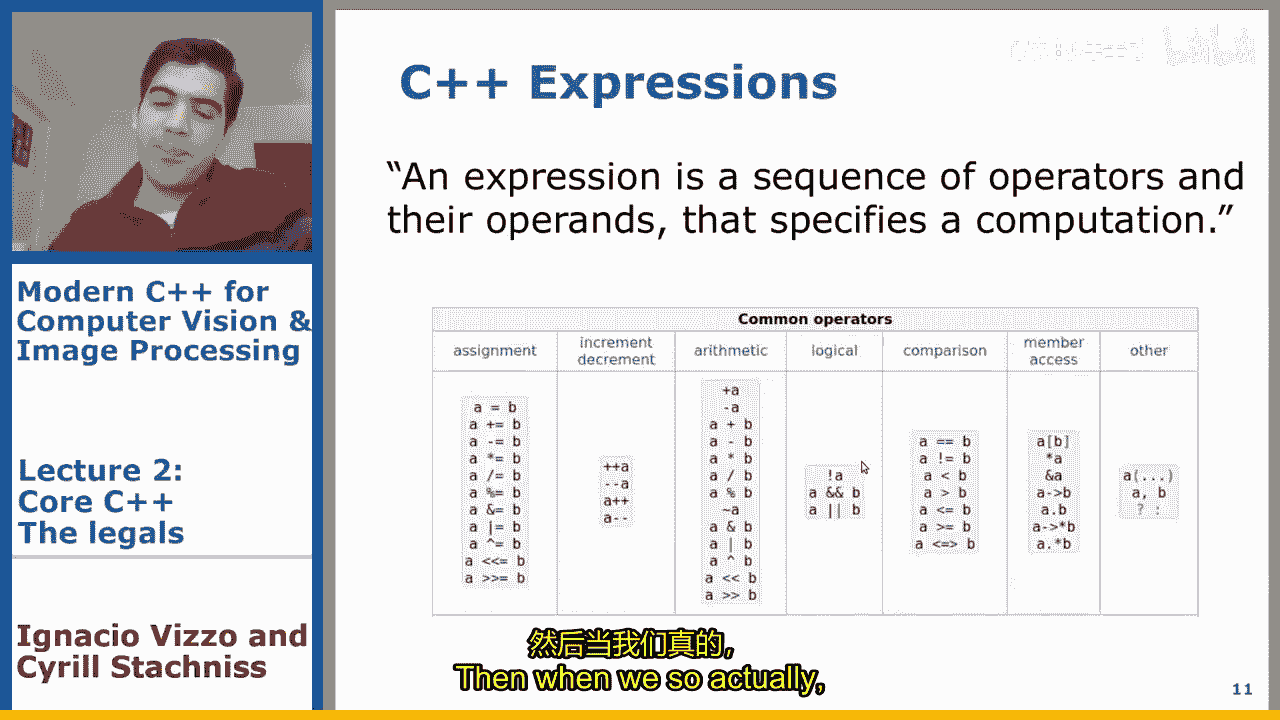 C++ Expressions
“An expression is a sequence of operators and
their operands, that specifies a computation.”
Common operators
assignment
increment
decrement
arithmetic
logical
comparison
member
access
other
a = b
a += b
a -= b
a *= b
a /= b
a %= b
a &= b
a |= b
a ^= b
a <<= b
a >>= b
++a
--a
a++
a--
+a
-a
a + b
a - b
a * b
a / b
a % b
~a
a & b
a | b
a ^ b
a << b
a >> b
!a
a && b
a || b
a == b
a != b
a < b
a > b
a <= b
a >= b
a <=> b
a[b]
*a
&a
a->b
a.b
a->*b
a.*b
a(...)
a, b
? :
Modern C++ for
Computer Vision &
Image Processing
Lecture 2:
Core C++
The legals
Ignacio Vizzo and
Cyrill Stachniss
然后当我们真的，
Then when we so actually,
11